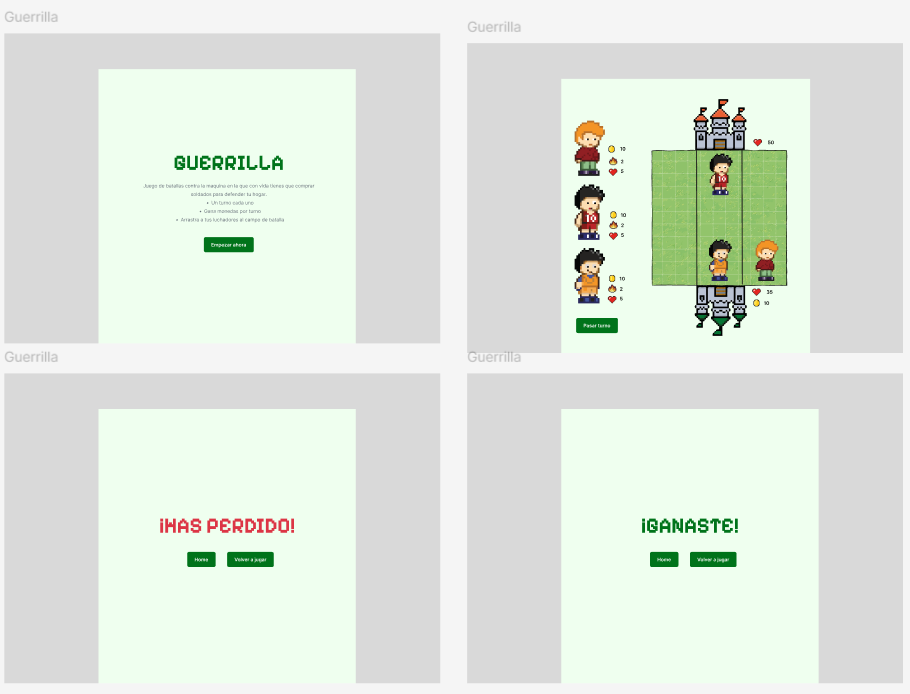 Guerrilla
GUERRILLA
Juego de batallas contra la maquina en la que con vida tienes que comprar
soldados para defender tu hogar.
• Un turno cada uno
• Gana monedas por turno
• Arrastra a los luchadores al campo de batalla
Empezar ahora
Guerrilla
10
2
5
10
10
2
5
10
2
5
Pasar turno
50
10
35
10
Guerrilla
¡HAS PERDIDO!
Home
Volver a jugar
Guerrilla
¡GANASTE!
Home
Volver a jugar